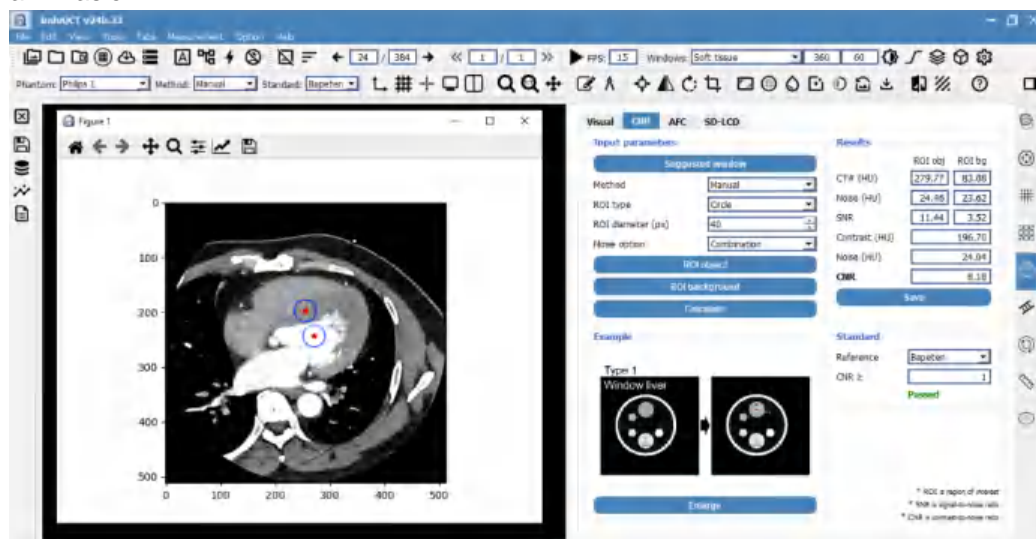 IndoQCT v24b.33
File Edit View Tools Tabs Measurement Option Help
24 / 384 1 / 1 FPS: 15 Windows: Soft tissue 360 60
Phantom: Philips 1 Method: Manual Standard: Bapeten
Figure 1
0
100
200
300
400
500
0 100 200 300 400 500
Visual CNR AFC SD-LCD
Input parameters
Suggested window
Method Manual
ROI type Circle
ROI diameter (px) 40
Noise option Combination
ROI object
ROI background
Calculate
Example
Type 1
Window liver
Enlarge
Results
ROI obj ROI bg
CT# (HU) 279.77 83.08
Noise (HU) 24.46 23.62
SNR 11.44 3.52
Contrast (HU) 196.70
Noise (HU) 24.04
CNR 8.18
Save
Standard
Reference Bapeten
CNR ≥ 1
Passed
* ROI is region of interest
* SNR is signal-to-noise ratio
* CNR is contrast-to-noise ratio